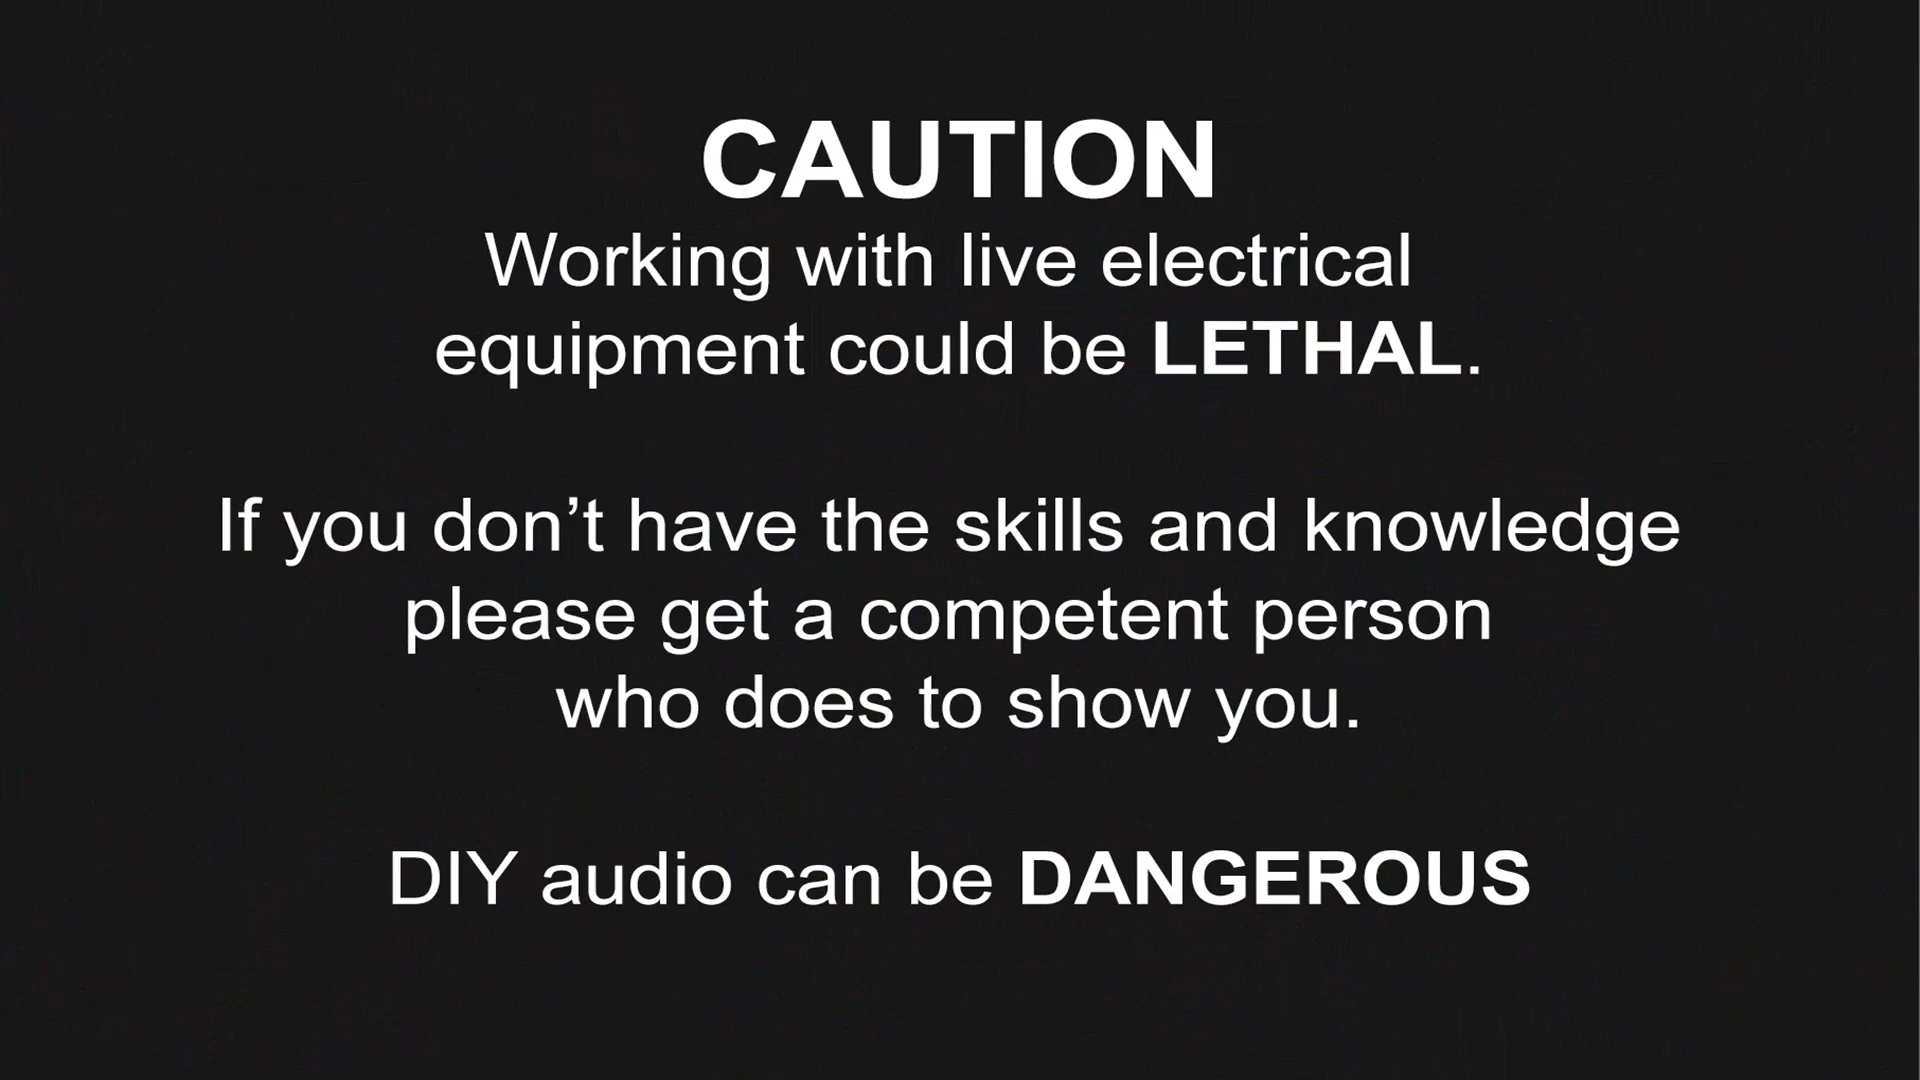 CAUTION
Working with live electrical
equipment could be LETHAL.
If you don’t have the skills and knowledge
please get a competent person
who does to show you.
DIY audio can be DANGEROUS